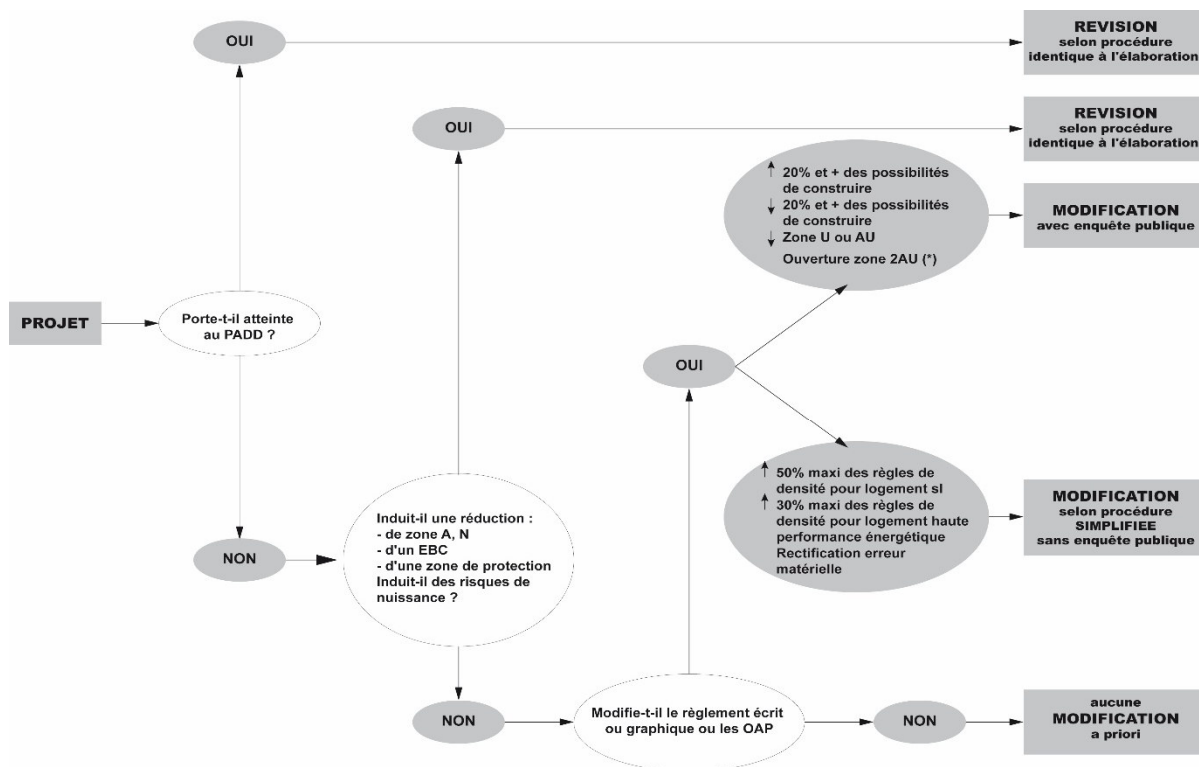 OUI
REVISION
selon procédure
identique à l'élaboration
OUI
REVISION
selon procédure
identique à l'élaboration
↑ 20% et + des possibilités
de construire
↓ 20% et + des possibilités
de construire
↓ Zone U ou AU
Ouverture zone 2AU (*)
MODIFICATION
avec enquête publique
PROJET
Porte-t-il atteinte
au PADD ?
OUI
↑ 50% maxi des règles de
densité pour logement sl
↑ 30% maxi des règles de
densité pour logement haute
performance énergétique
Rectification erreur
matérielle
MODIFICATION
selon procédure
SIMPLIFIEE
sans enquête publique
NON
Induit-il une réduction :
- de zone A, N
- d'un EBC
- d'une zone de protection
Induit-il des risques de
nuissance ?
NON
Modifie-t-il le règlement écrit
ou graphique ou les OAP
NON
aucune
MODIFICATION
a priori